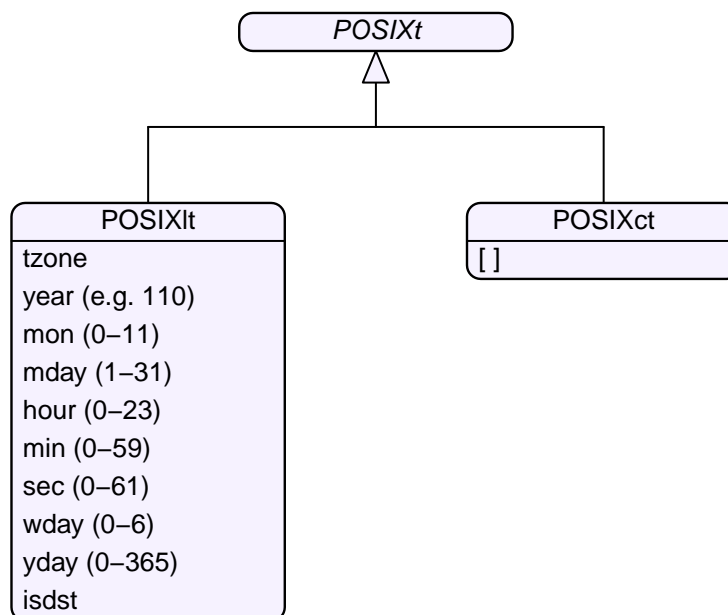 POSIXt
POSIXlt
tzone
year (e.g. 110)
mon (0−11)
mday (1−31)
hour (0−23)
min (0−59)
sec (0−61)
wday (0−6)
yday (0−365)
isdst
POSIXct
[ ]